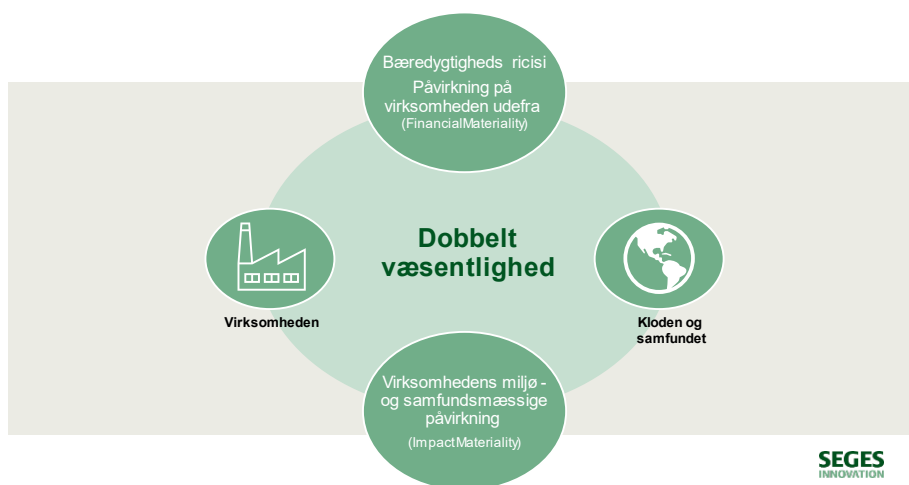 Bæredygtigheds ricisi
Påvirkning på
virksomheden udefra
(FinancialMateriality)
Dobbelt
væsentlighed
Virksomheden
Kloden og
samfundet
Virksomhedens miljø -
og samfundsmæssige
påvirkning
(ImpactMateriality)
SEGES
INNOVATION